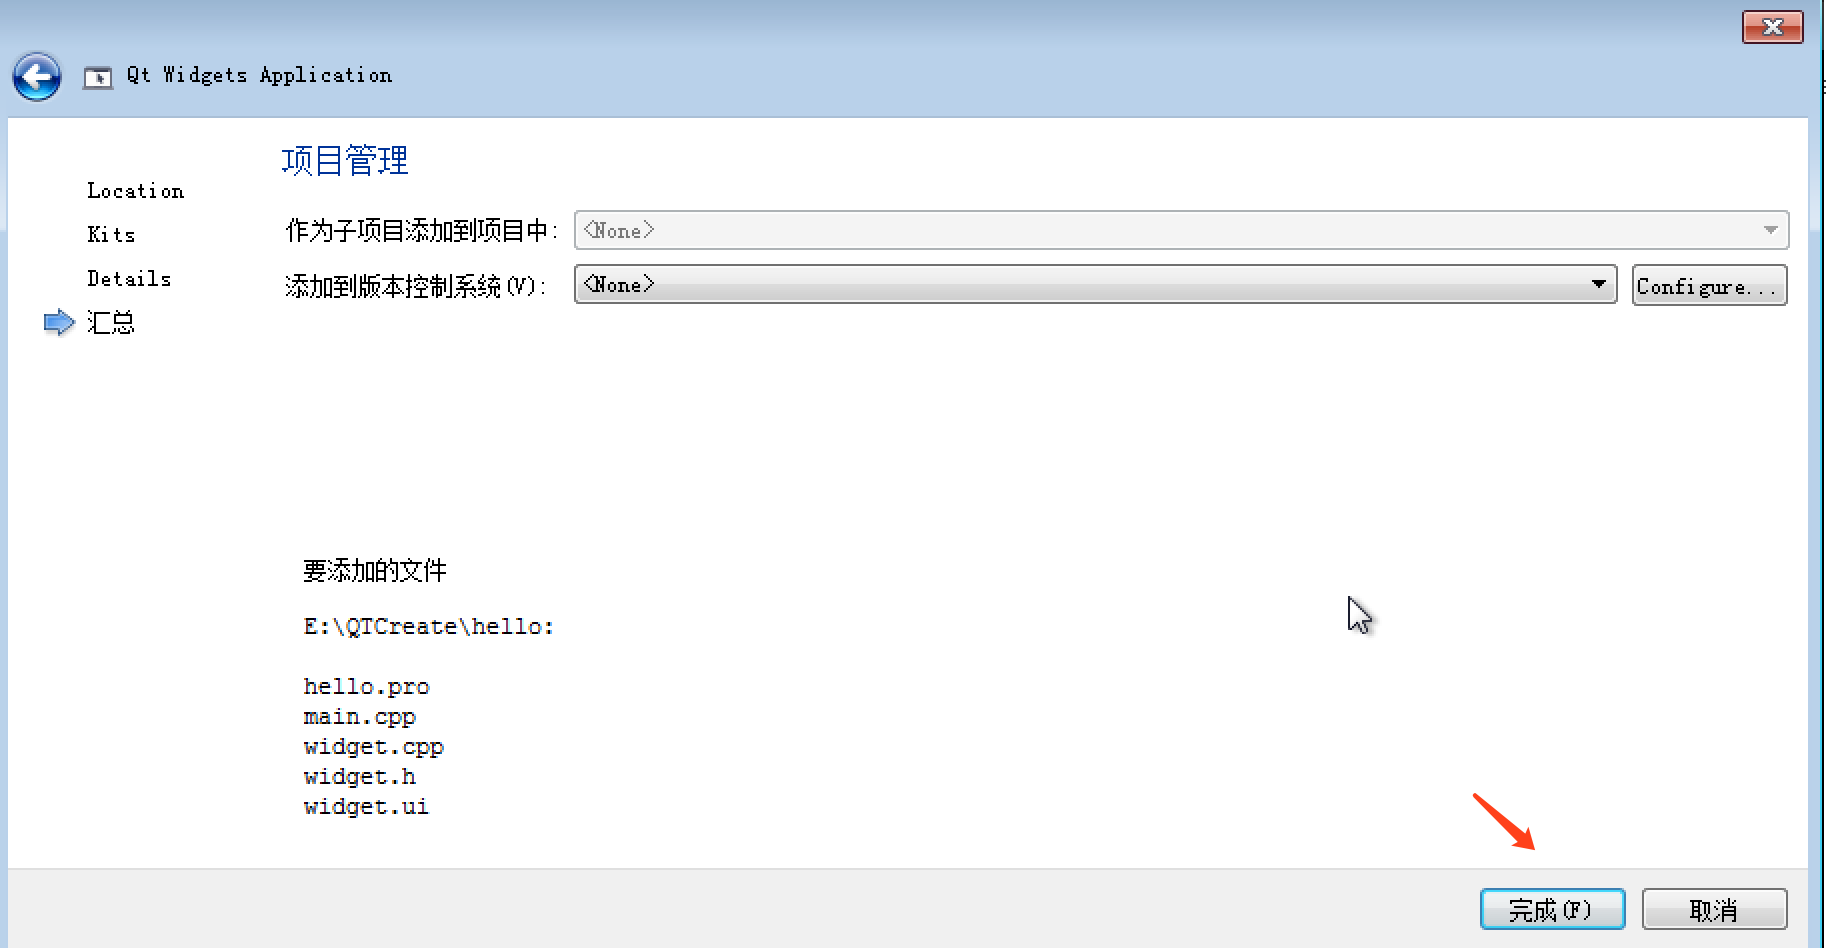 Qt Widgets Application
项目管理
Location
Kits
Details
汇总
作为子项目添加到项目中:
<None>
添加到版本控制系统(V):
<None>
Configure...
要添加的文件
E:\QTCreate\hello:
hello.pro
main.cpp
widget.cpp
widget.h
widget.ui
完成(F)
取消